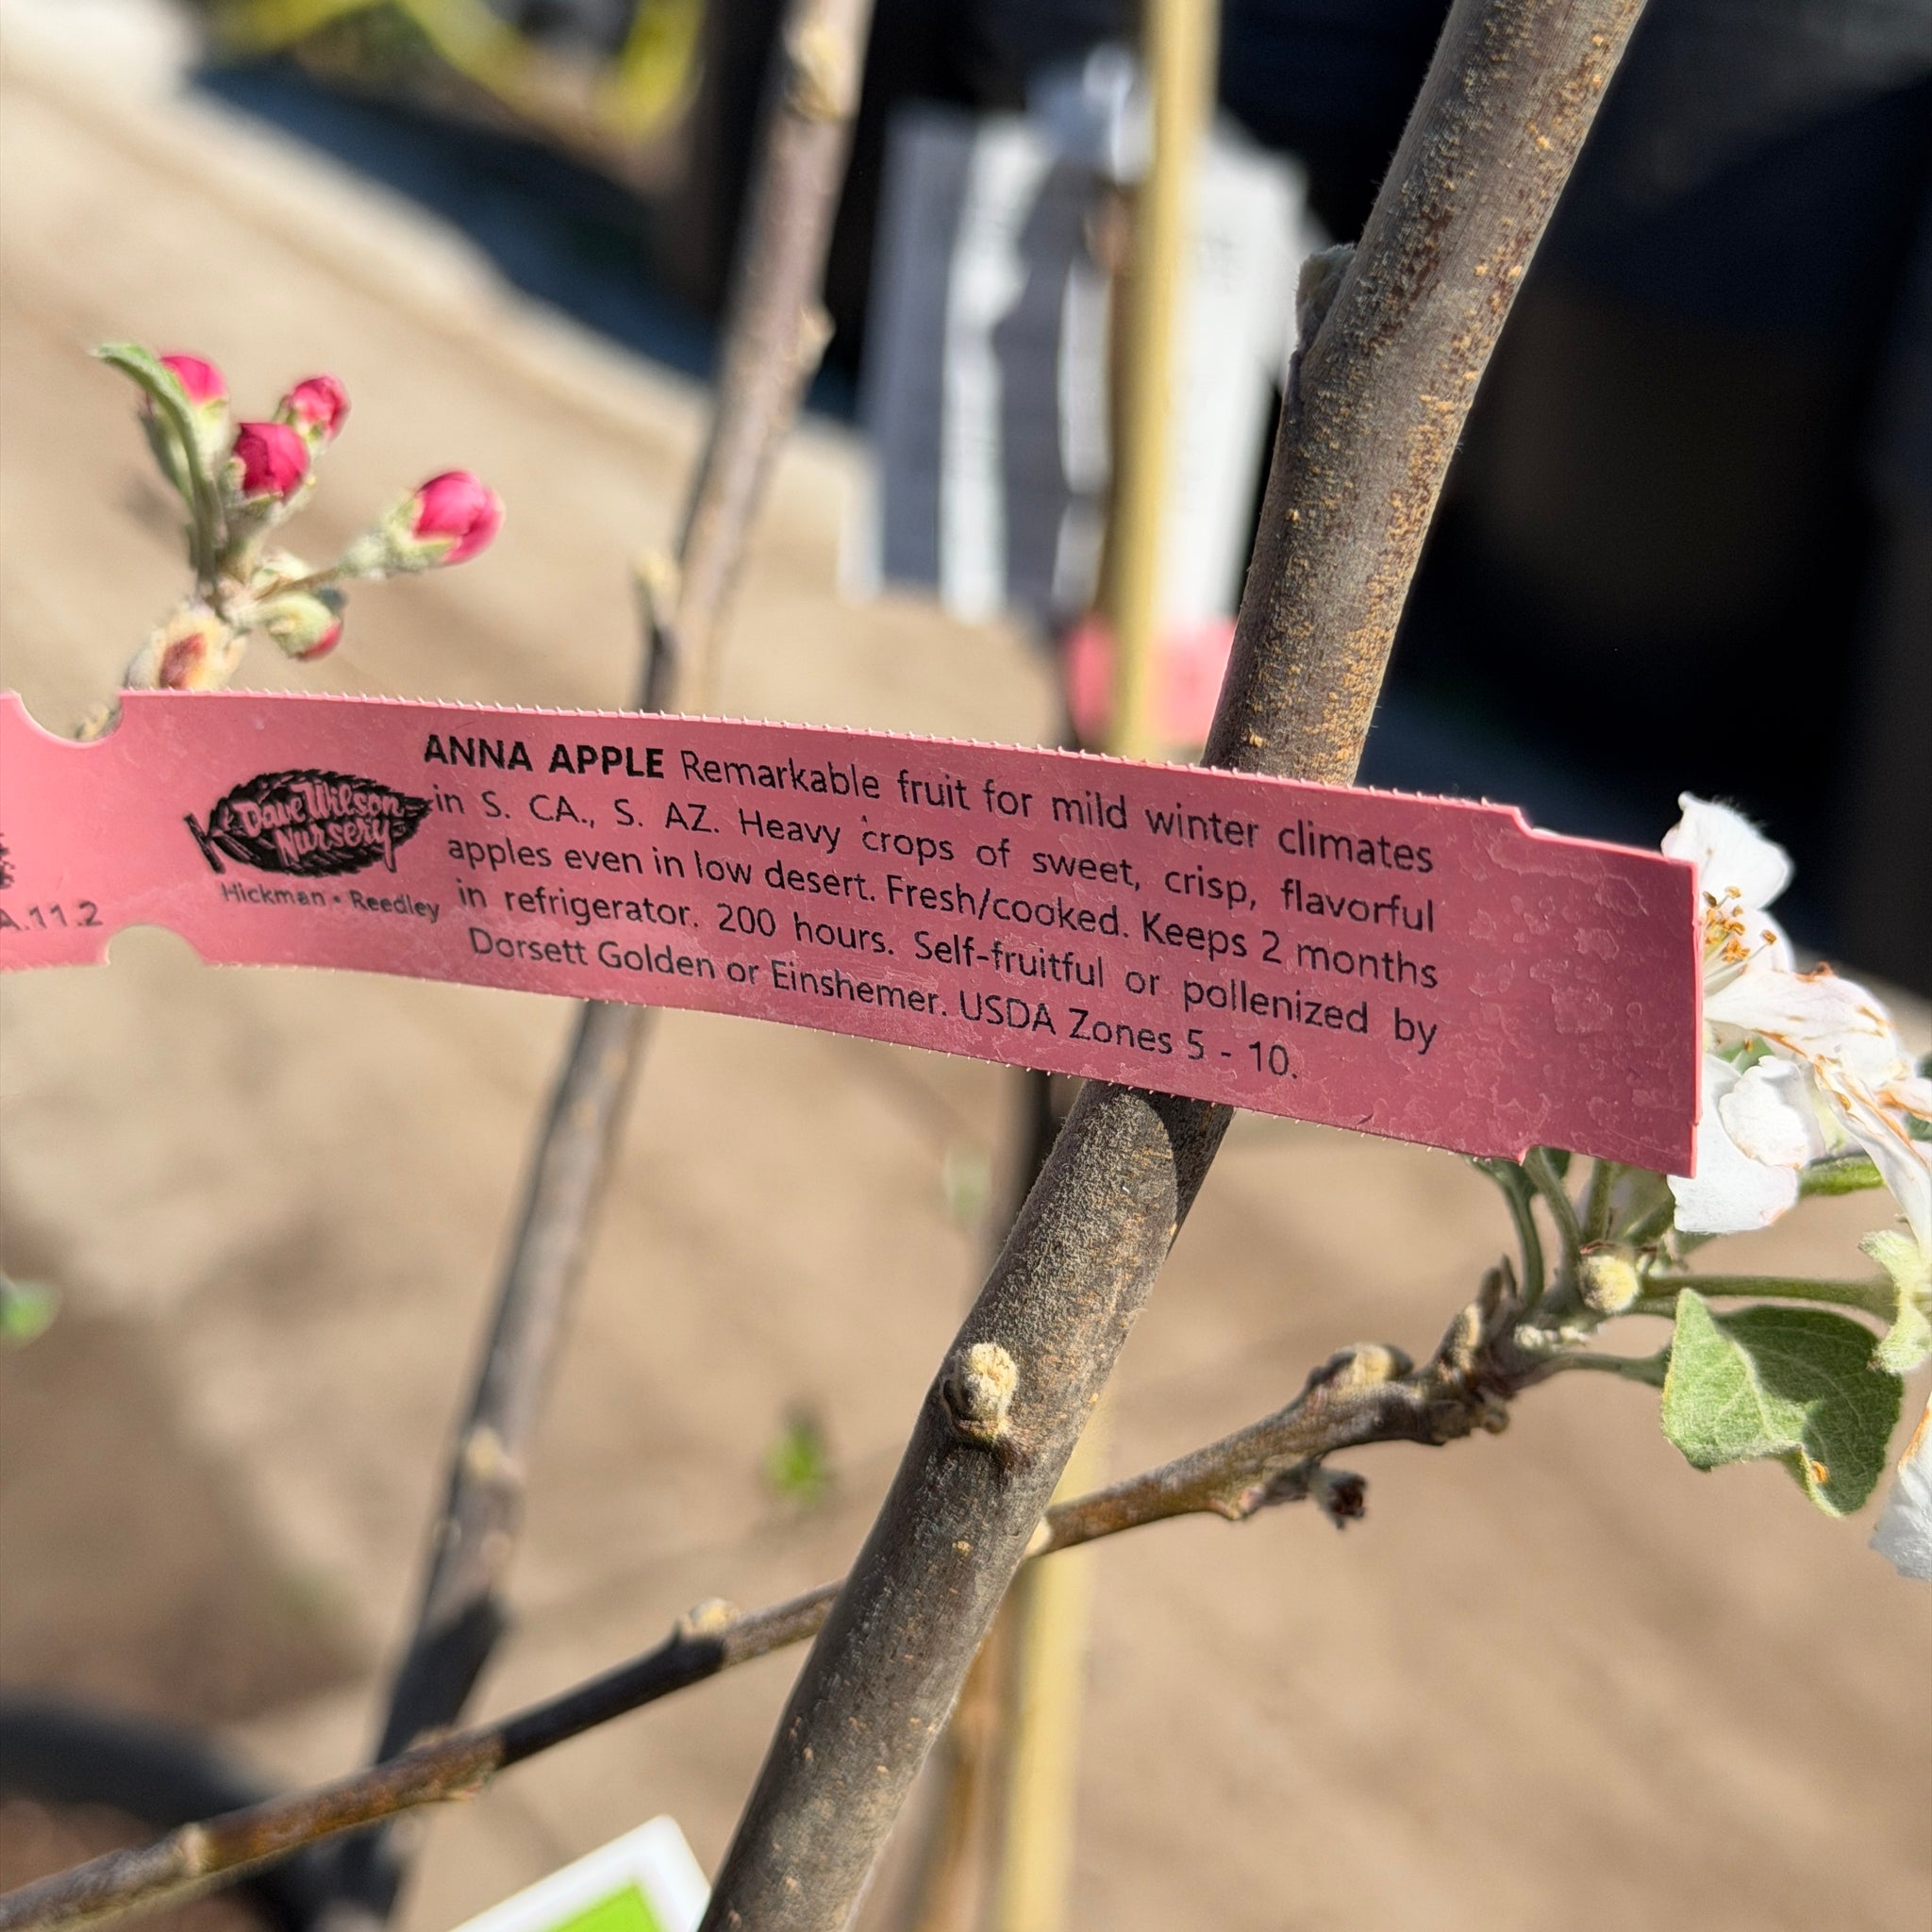 ANNA APPLE Remarkable fruit for mild winter climates
in S. CA., S. AZ. Heavy crops of sweet, crisp, flavorful
apples even in low desert. Fresh/cooked. Keeps 2 months
in refrigerator. 200 hours. Self-fruitful or pollenized by
Dorsett Golden or Einshemer. USDA Zones 5 - 10.
Dave Wilson
Nursery
Hickman • Reedley
A.11.2